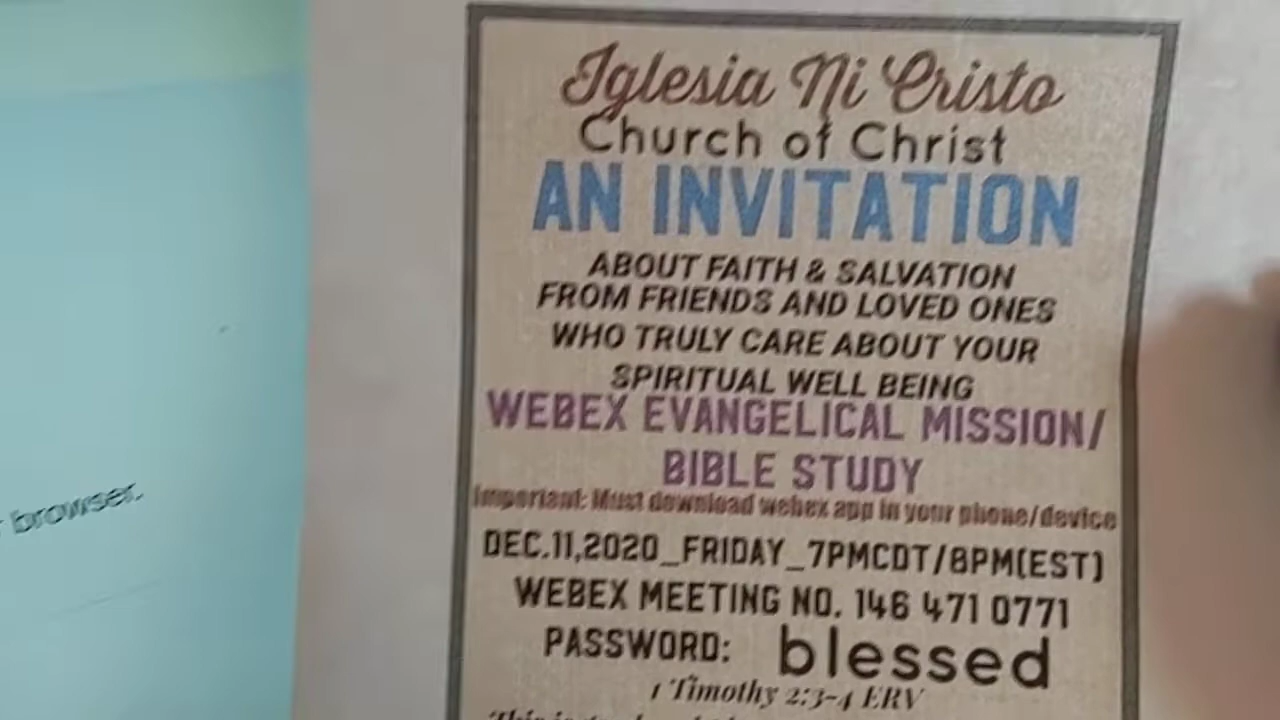 Iglesia Ni Cristo
Church of Christ
AN INVITATION
ABOUT FAITH & SALVATION
FROM FRIENDS AND LOVED ONES
WHO TRULY CARE ABOUT YOUR
SPIRITUAL WELL BEING
WEBEX EVANGELICAL MISSION/
BIBLE STUDY
Important: Must download webex app in your phone/device
DEC.11,2020_FRIDAY_7PMCDT/8PM(EST)
WEBEX MEETING NO. 146 471 0771
PASSWORD: blessed
1 Timothy 2:3-4 ERV
browser.